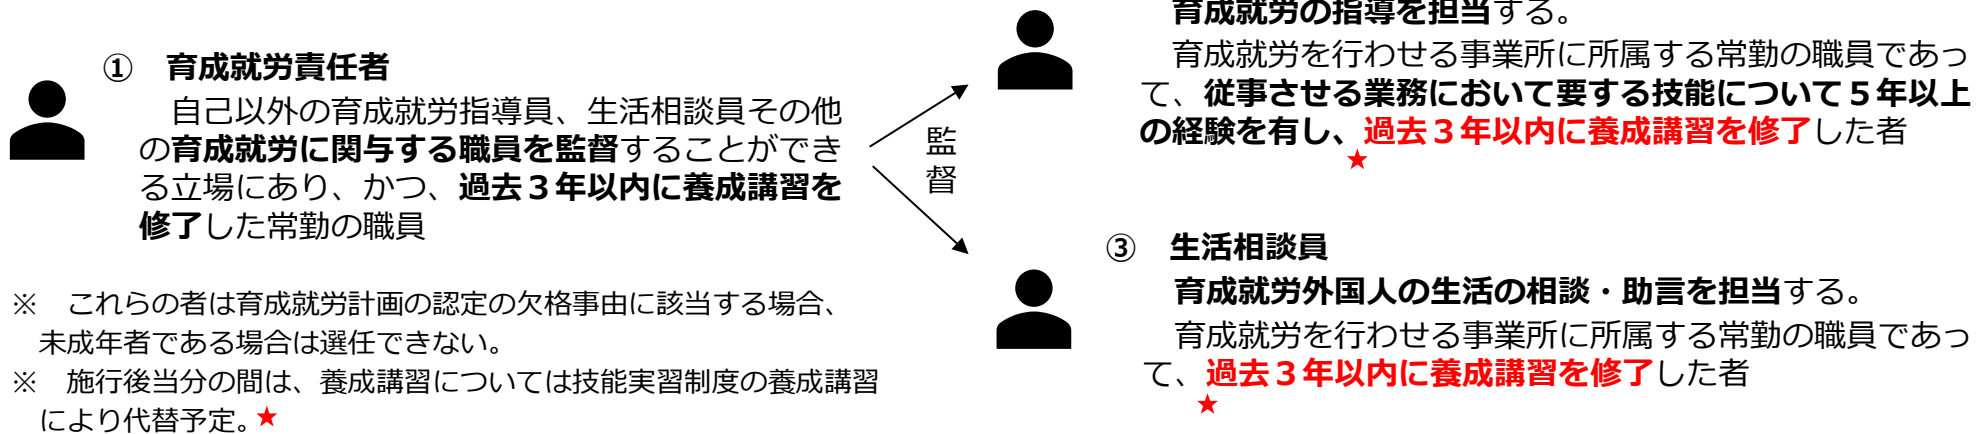 ① 育成就労責任者
自己以外の育成就労指導員、生活相談員その他
の育成就労に関与する職員を監督することができ
る立場にあり、かつ、過去３年以内に養成講習を
修了した常勤の職員
※ これらの者は育成就労計画の認定の欠格事由に該当する場合、
未成年者である場合は選任できない。
※ 施行後当分の間は、養成講習については技能実習制度の養成講習
により代替予定。★
監
督
育成就労の指導を担当する。
育成就労を行わせる事業所に所属する常勤の職員であっ
て、従事させる業務において要する技能について５年以上
の経験を有し、過去３年以内に養成講習を修了した者
★
③ 生活相談員
育成就労外国人の生活の相談・助言を担当する。
育成就労を行わせる事業所に所属する常勤の職員であっ
て、過去３年以内に養成講習を修了した者
★